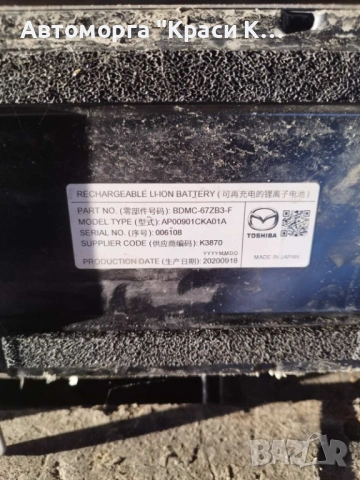 Автоморга "Краси К...
RECHARGEABLE LI-ION BATTERY (可再充电的锂离子电池)
PART NO. (零部件号码): BDMC-67ZB3-F
MODEL TYPE (型式): AP00901CKA01A
SERIAL NO. (序号): 006108
SUPPLIER CODE (供应商编码): K3870
YYYYMMDD
PRODUCTION DATE (生产日期): 20200918
TOSHIBA
MADE IN JAPAN
BAZAR